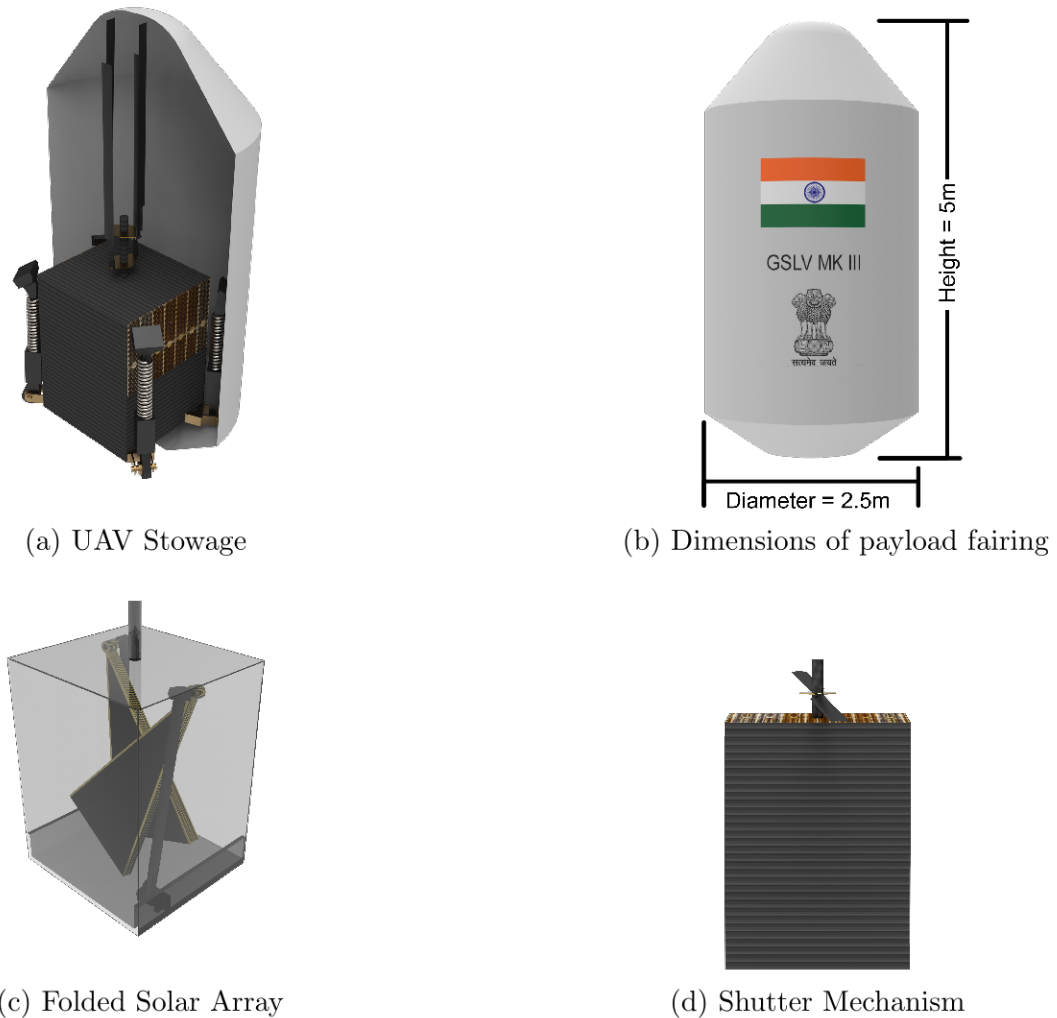 GSLV MK III
सत्यमेव जयते
Height = 5m
Diameter = 2.5m
(a) UAV Stowage
(b) Dimensions of payload fairing
(c) Folded Solar Array
(d) Shutter Mechanism